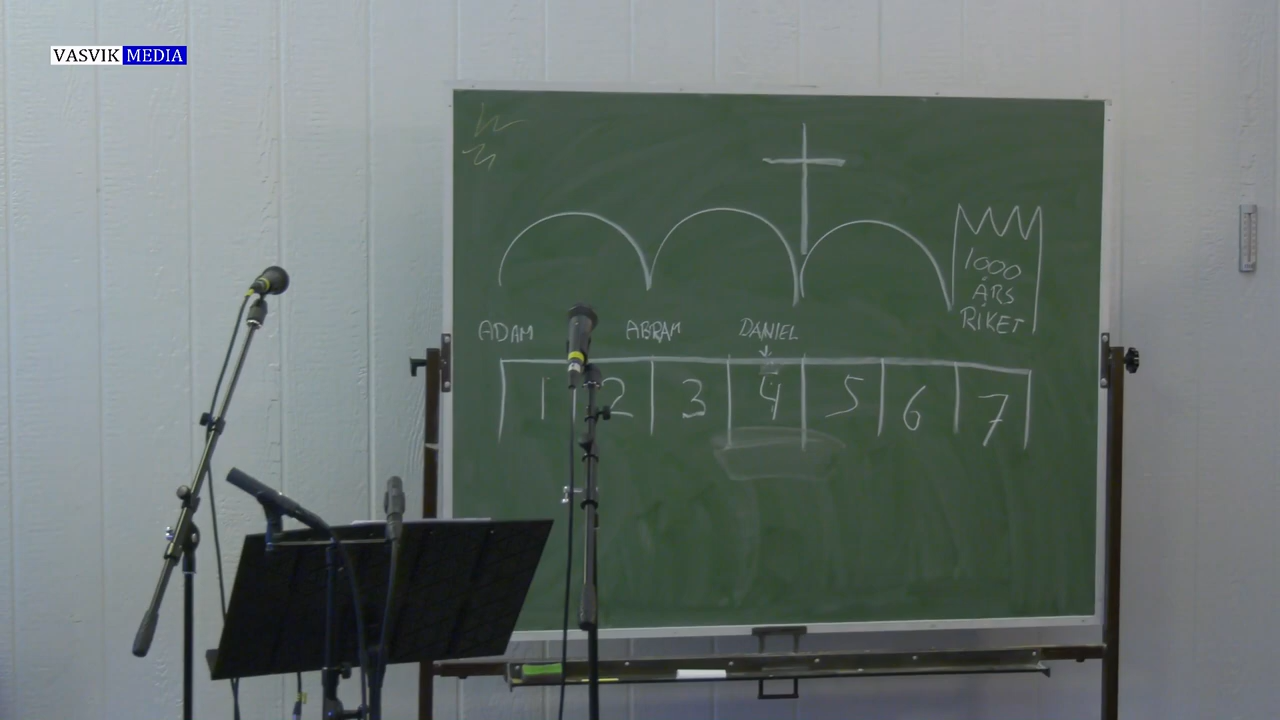 VASVIK MEDIA
1000
ÅRS
RIKET
ADAM ABRAM DANIEL
1 2 3 4 5 6 7